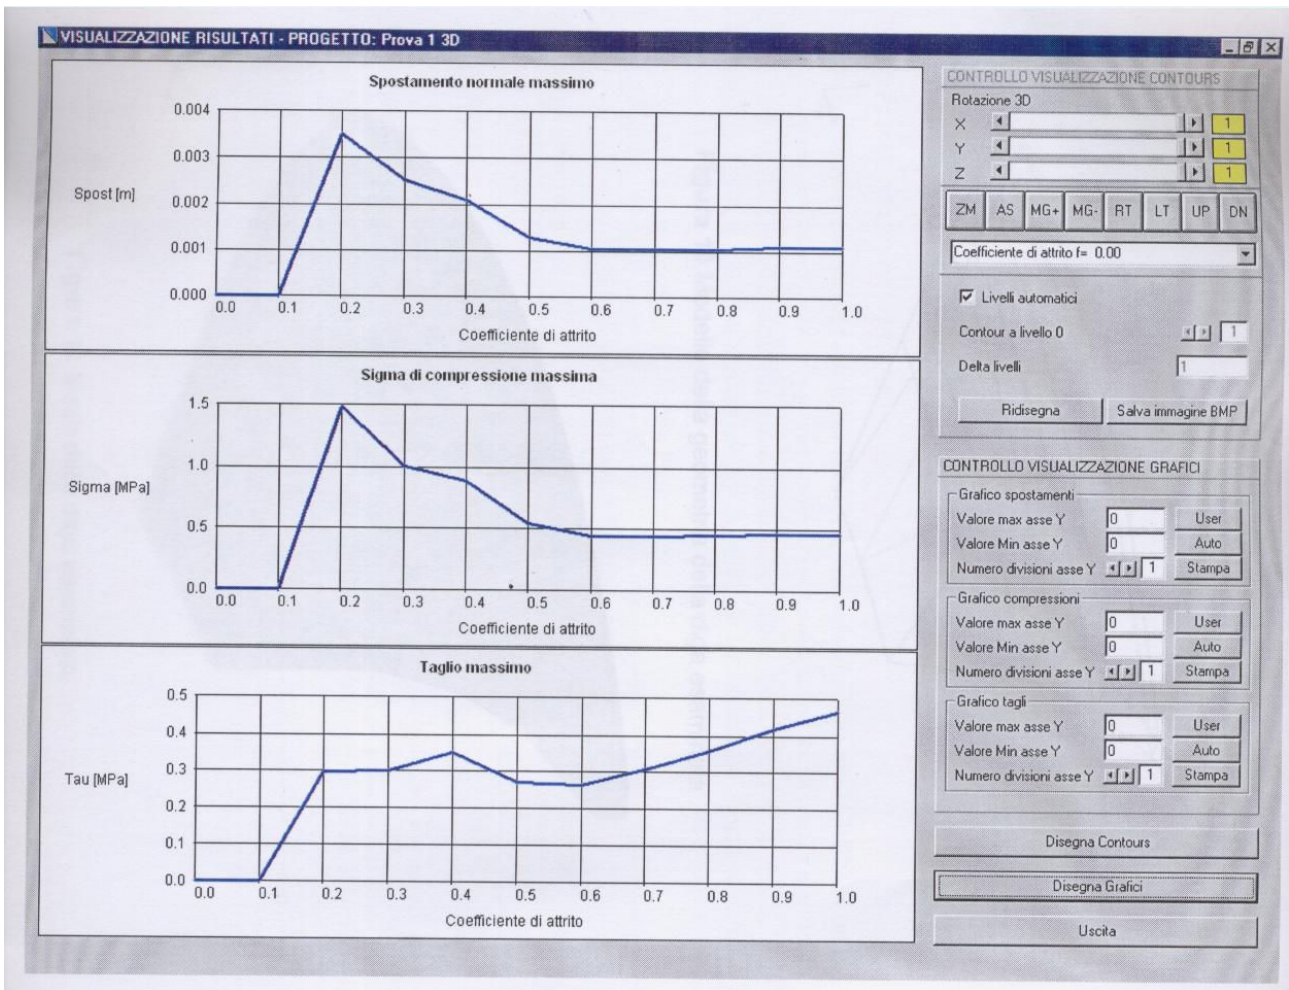 VISUALIZZAZIONE RISULTATI - PROGETTO: Prova 1 3D
Spostamento normale massimo
0.004
0.003
Spost [m]
0.002
0.001
0.000
0.0 0.1 0.2 0.3 0.4 0.5 0.6 0.7 0.8 0.9 1.0
Coefficiente di attrito
Sigma di compressione massima
1.5
1.0
Sigma [MPa]
0.5
0.0
0.0 0.1 0.2 0.3 0.4 0.5 0.6 0.7 0.8 0.9 1.0
Coefficiente di attrito
Taglio massimo
0.5
0.4
Tau [MPa]
0.3
0.2
0.1
0.0
0.0 0.1 0.2 0.3 0.4 0.5 0.6 0.7 0.8 0.9 1.0
Coefficiente di attrito
CONTROLLO VISUALIZZAZIONE CONTOURS
Rotazione 3D
X 1
Y 1
Z 1
ZM AS MG+ MG- RT LT UP DN
Coefficiente di attrito f= 0.00
Livelli automatici
Contour a livello 0 1
Delta livelli 1
Ridisegna Salva immagine BMP
CONTROLLO VISUALIZZAZIONE GRAFICI
Grafico spostamenti
Valore max asse Y 0 User
Valore Min asse Y 0 Auto
Numero divisioni asse Y 1 Stampa
Grafico compressioni
Valore max asse Y 0 User
Valore Min asse Y 0 Auto
Numero divisioni asse Y 1 Stampa
Grafico tagli
Valore max asse Y 0 User
Valore Min asse Y 0 Auto
Numero divisioni asse Y 1 Stampa
Disegna Contours
Disegna Grafici
Uscita